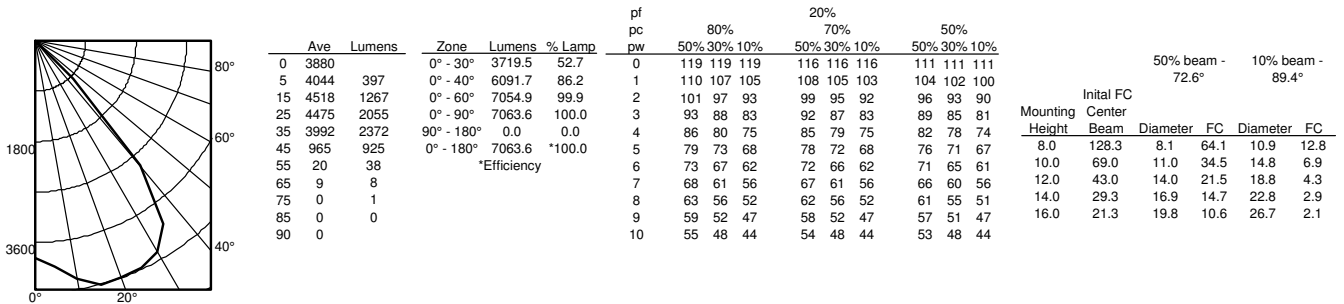 1800
3600
0°
20°
40°
60°
80°
Ave Lumens
0 3880
5 4044 397
15 4518 1267
25 4475 2055
35 3992 2372
45 965 925
55 20 38
65 9 8
75 0 1
85 0 0
90 0
Zone Lumens % Lamp
0° - 30° 3719.5 52.7
0° - 40° 6091.7 86.2
0° - 60° 7054.9 99.9
0° - 90° 7063.6 100.0
90° - 180° 0.0 0.0
0° - 180° 7063.6 *100.0
*Efficiency
pf 20%
pc 80% 70% 50%
pw 50% 30% 10% 50% 30% 10% 50% 30% 10%
0 119 119 119 116 116 116 111 111 111
1 110 107 105 108 105 103 104 102 100
2 101 97 93 99 95 92 96 93 90
3 93 88 83 92 87 83 89 85 81
4 86 80 75 85 79 75 82 78 74
5 79 73 68 78 72 68 76 71 67
6 73 67 62 72 66 62 71 65 61
7 68 61 56 67 61 56 66 60 56
8 63 56 52 62 56 52 61 55 51
9 59 52 47 58 52 47 57 51 47
10 55 48 44 54 48 44 53 48 44
50% beam - 10% beam -
72.6° 89.4°
Inital FC
Mounting Center
Height Beam Diameter FC Diameter FC
8.0 128.3 8.1 64.1 10.9 12.8
10.0 69.0 11.0 34.5 14.8 6.9
12.0 43.0 14.0 21.5 18.8 4.3
14.0 29.3 16.9 14.7 22.8 2.9
16.0 21.3 19.8 10.6 26.7 2.1